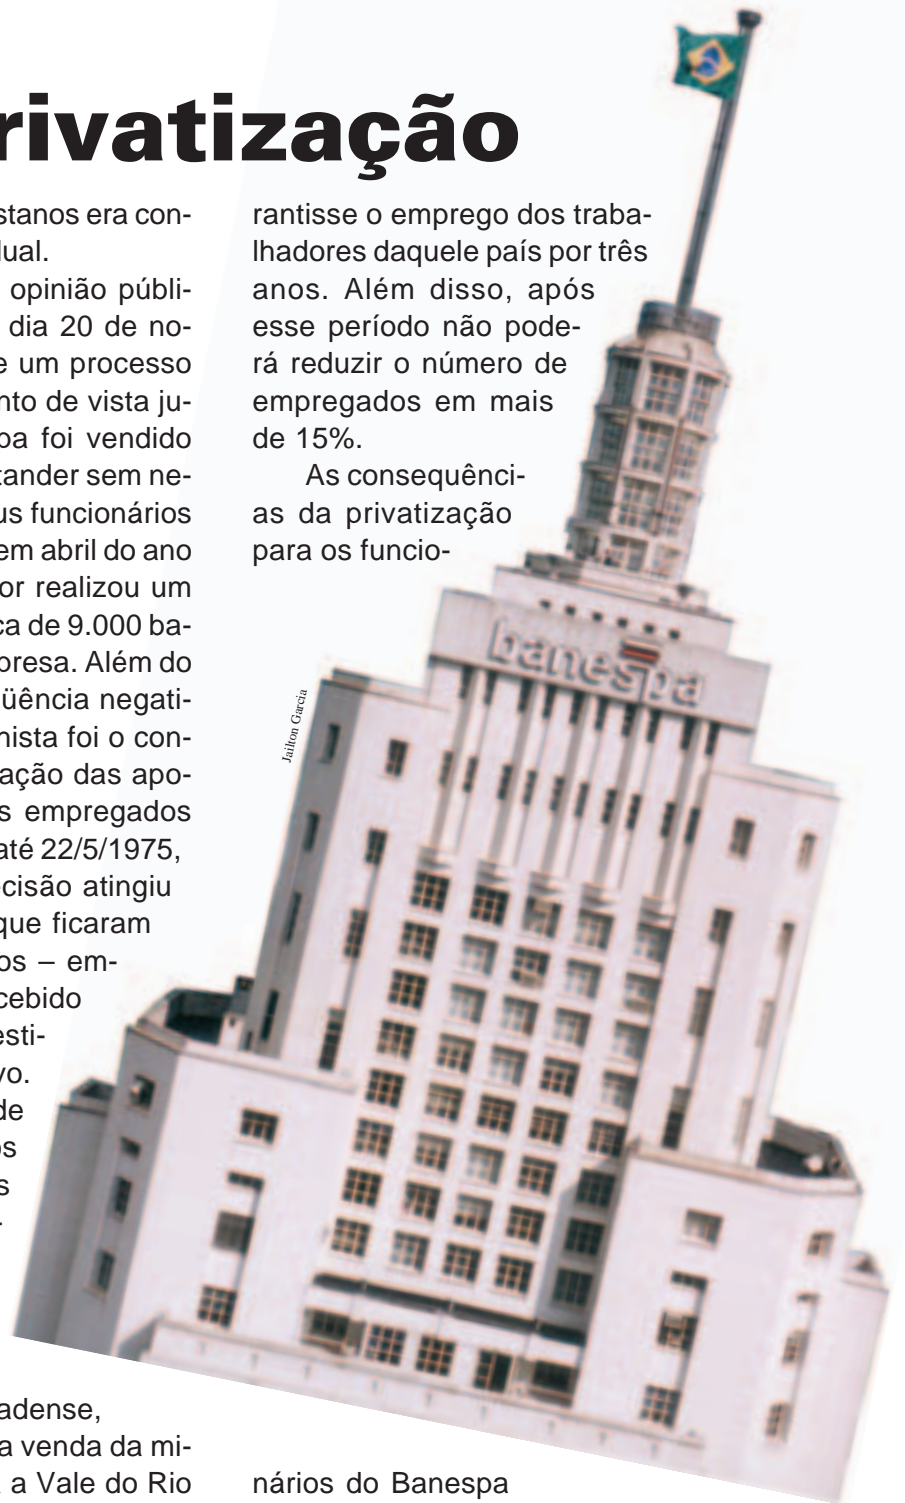 rivatização
stanos era con-
dual.
opinião públi-
dia 20 de no-
e um processo
nto de vista ju-
pa foi vendido
tander sem ne-
us funcionários
em abril do ano
or realizou um
ca de 9.000 ba-
presa. Além do
qüência negati-
nista foi o con-
ação das apo-
s empregados
até 22/5/1975,
cisão atingiu
que ficaram
os – em-
cebido
esti-
vo.
de
os
s
adense,
a venda da mi-
a Vale do Rio
rantisse o emprego dos traba-
lhadores daquele país por três
anos. Além disso, após
esse período não pode-
rá reduzir o número de
empregados em mais
de 15%.
As consequênci-
as da privatização
para os funcio-
nários do Banespa
Jailton Garcia
banespa